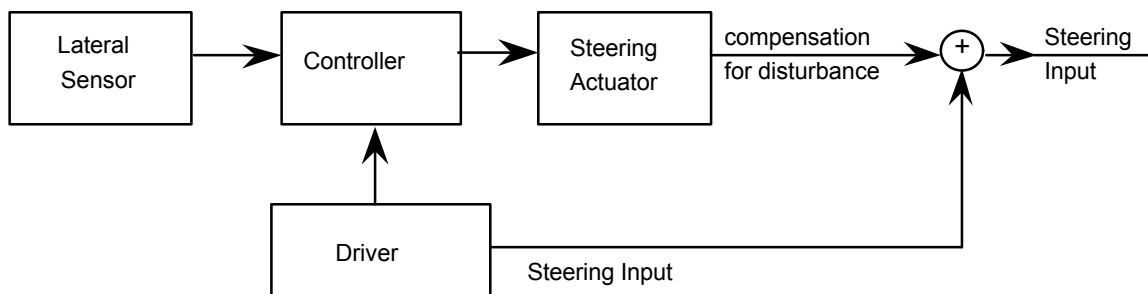 Lateral
Sensor
Controller
Steering
Actuator
compensation
for disturbance
+
Steering
Input
Driver
Steering Input